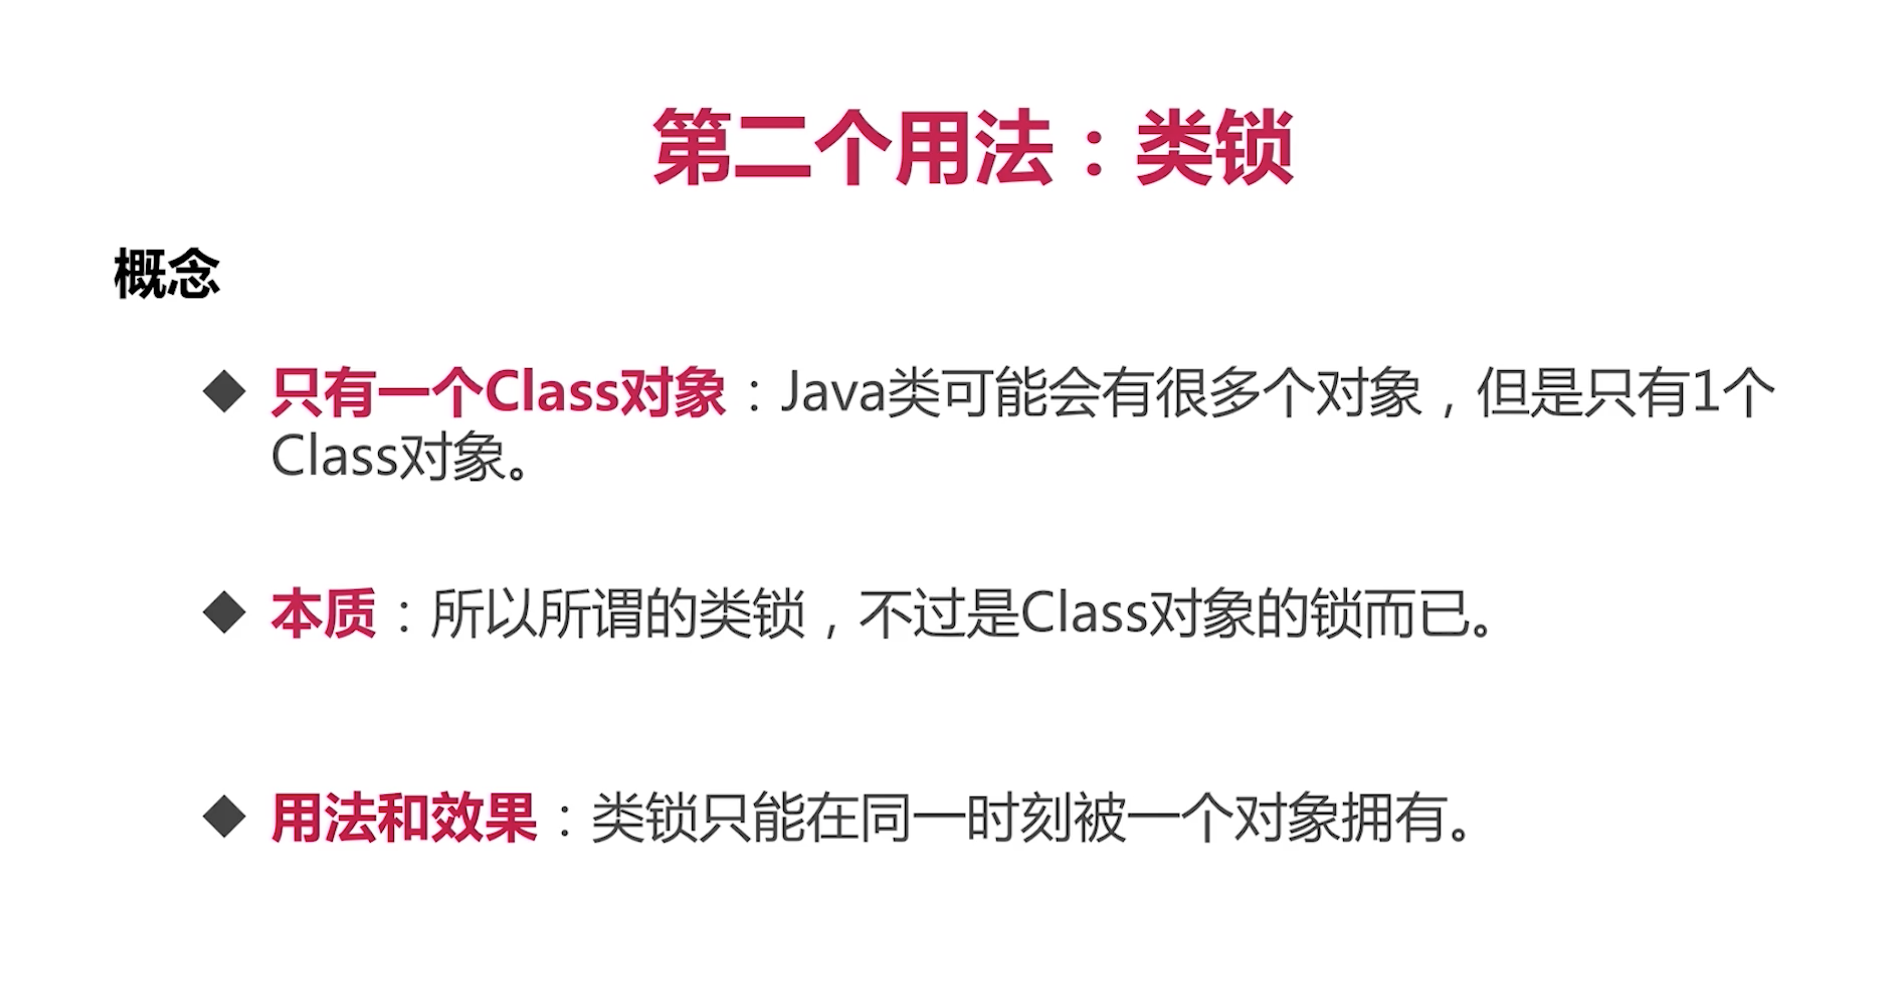 第二个用法：类锁
概念
◆ 只有一个Class对象：Java类可能会有很多个对象，但是只有1个
Class对象。
◆ 本质：所以所谓的类锁，不过是Class对象的锁而已。
◆ 用法和效果：类锁只能在同一时刻被一个对象拥有。